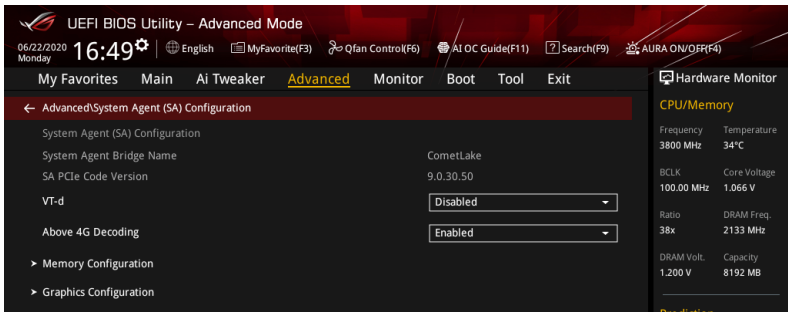 UEFI BIOS Utility – Advanced Mode
06/22/2020 Monday 16:49 English MyFavorite(F3) Qfan Control(F6) AI OC Guide(F11) Search(F9) AURA ON/OFF(F4)
My Favorites Main Ai Tweaker Advanced Monitor Boot Tool Exit
← Advanced\System Agent (SA) Configuration
System Agent (SA) Configuration
System Agent Bridge Name CometLake
SA PCIe Code Version 9.0.30.50
VT-d Disabled
Above 4G Decoding Enabled
> Memory Configuration
> Graphics Configuration
Hardware Monitor
CPU/Memory
Frequency Temperature
3800 MHz 34°C
BCLK Core Voltage
100.00 MHz 1.066 V
Ratio DRAM Freq.
38x 2133 MHz
DRAM Volt. Capacity
1.200 V 8192 MB
Prediction